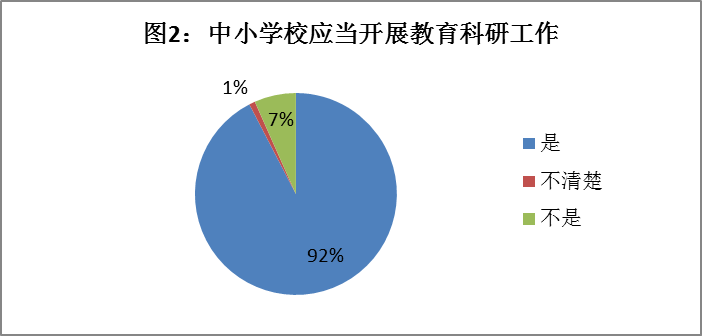 图2：中小学校应当开展教育科研工作
1%
7%
92%
是
不清楚
不是